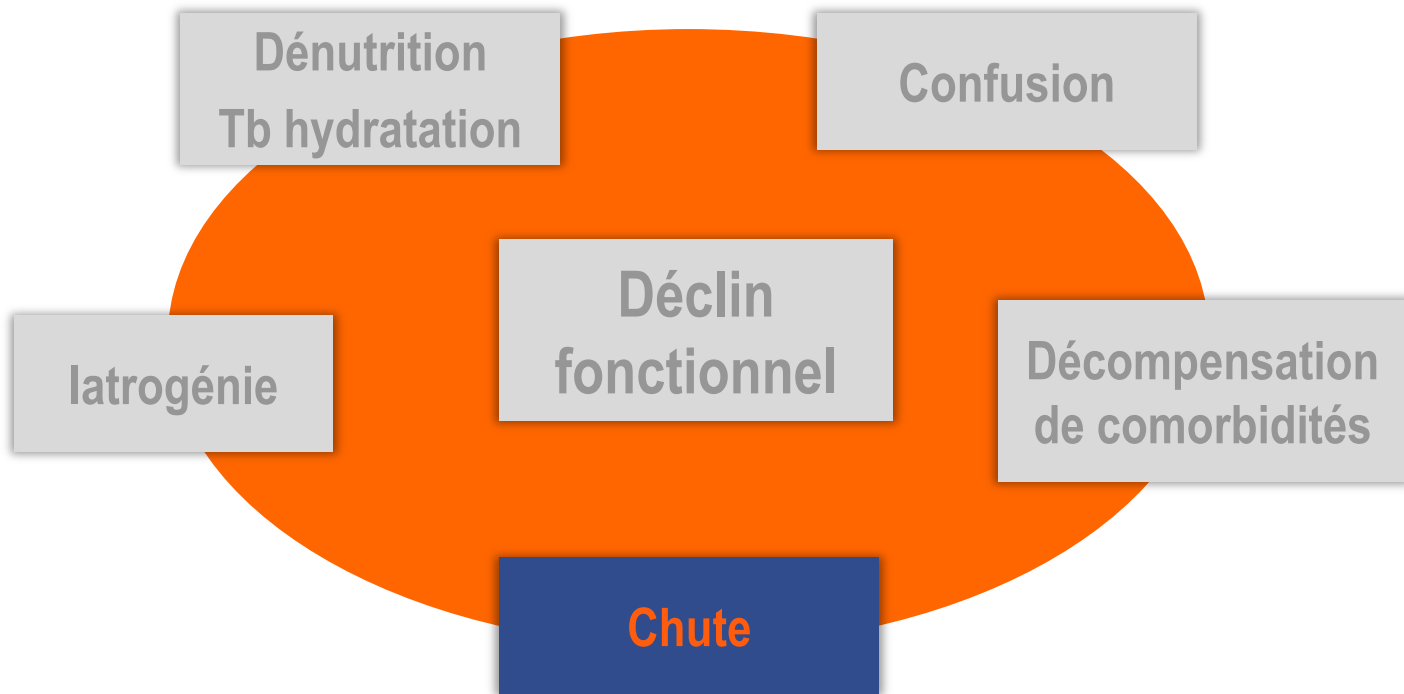 Dénutrition
Tb hydratation
Confusion
Déclin
fonctionnel
Iatrogénie
Décompensation
de comorbidités
Chute